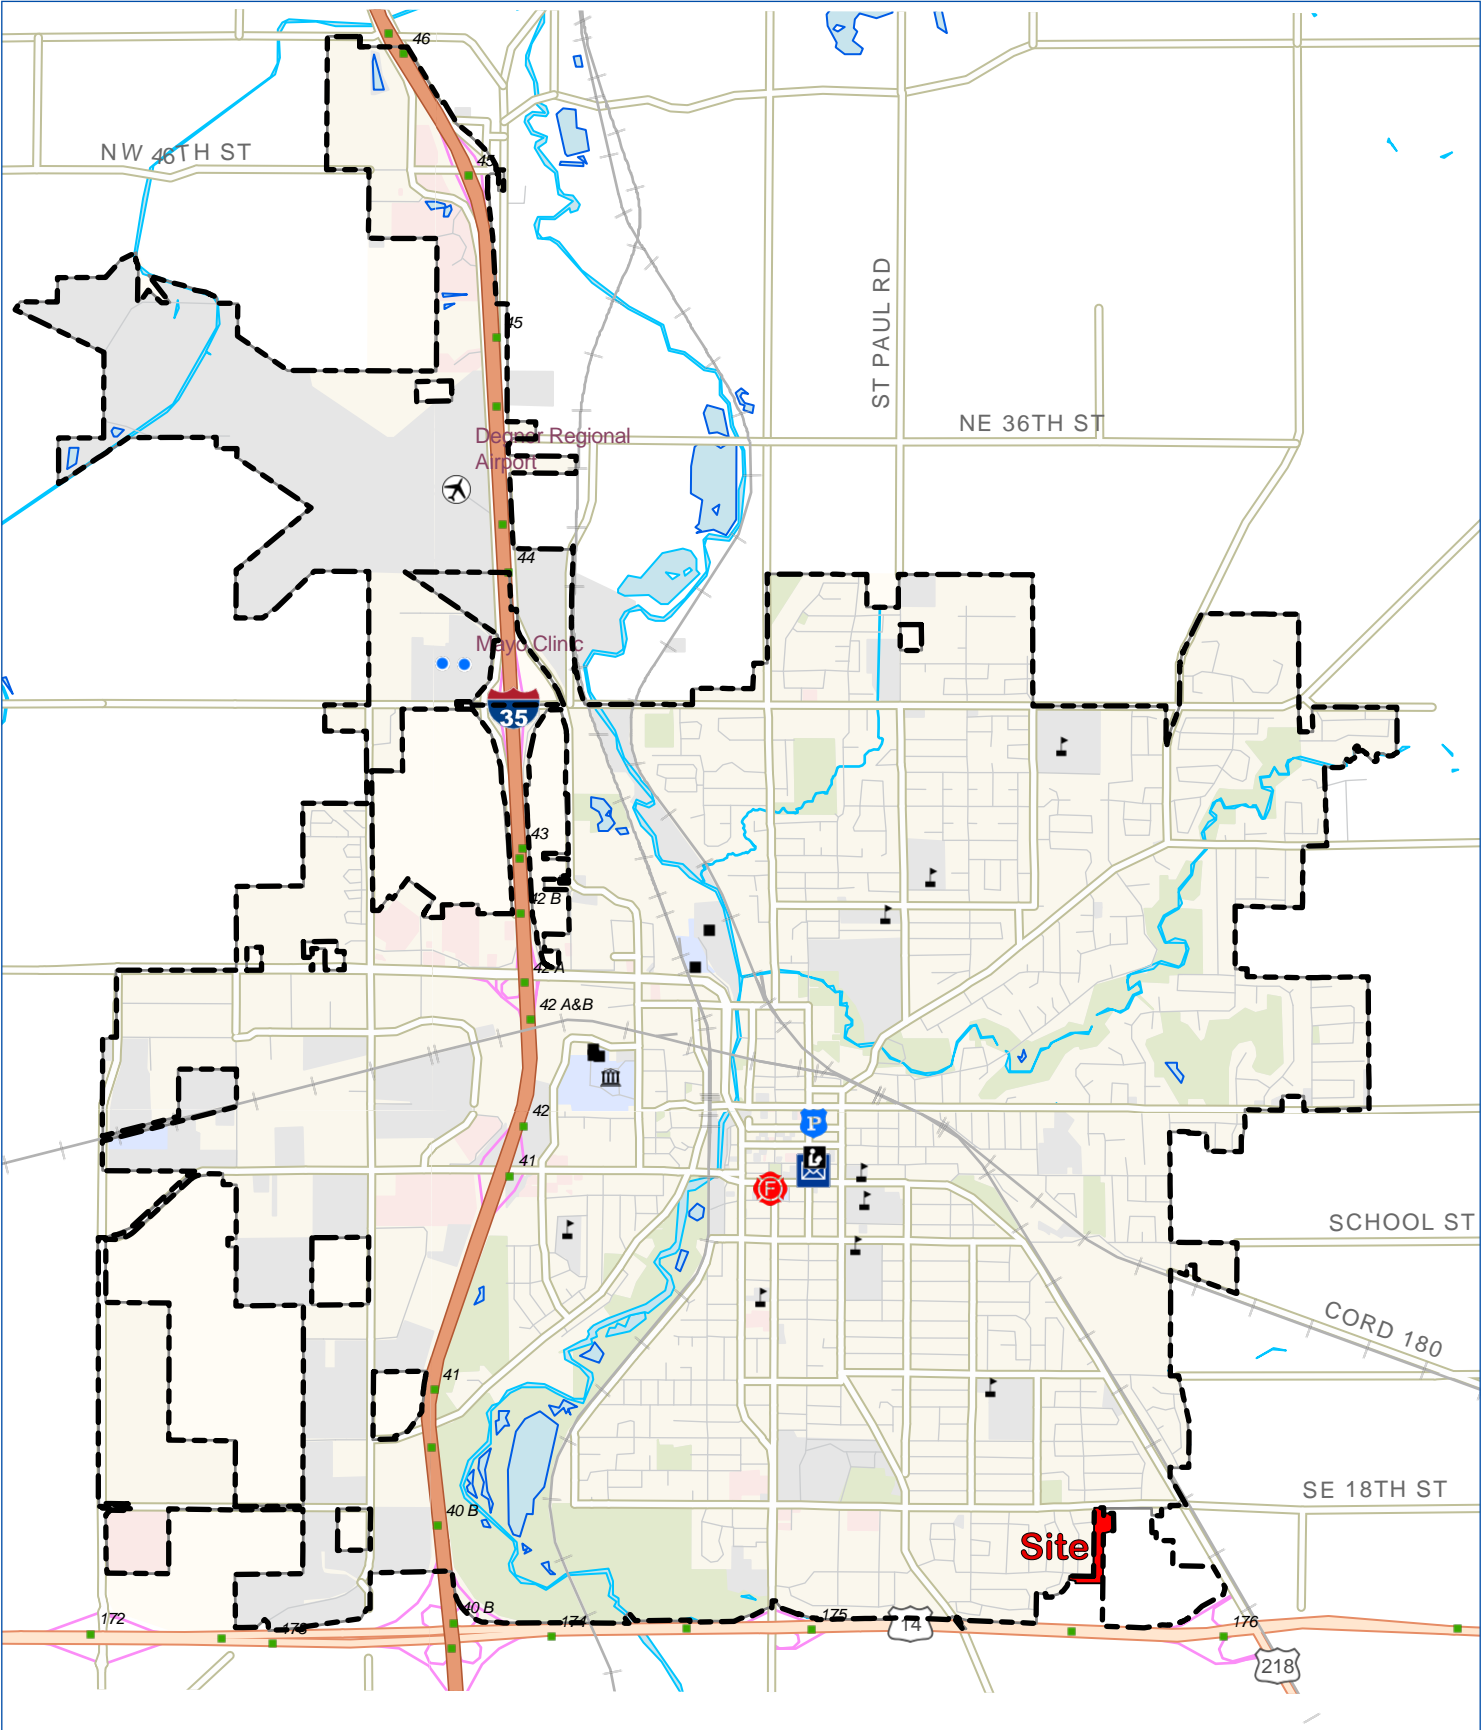 46
NW 46TH ST
45
ST PAUL RD
45
NE 36TH ST
Degner Regional
Airport
44
Mayo Clinic
35
43
42 B
42 A
42 A&B
42
P
41
F
SCHOOL ST
CORD 180
41
SE 18TH ST
40 B
Site
40 B
172
173
174
175
14
176
218